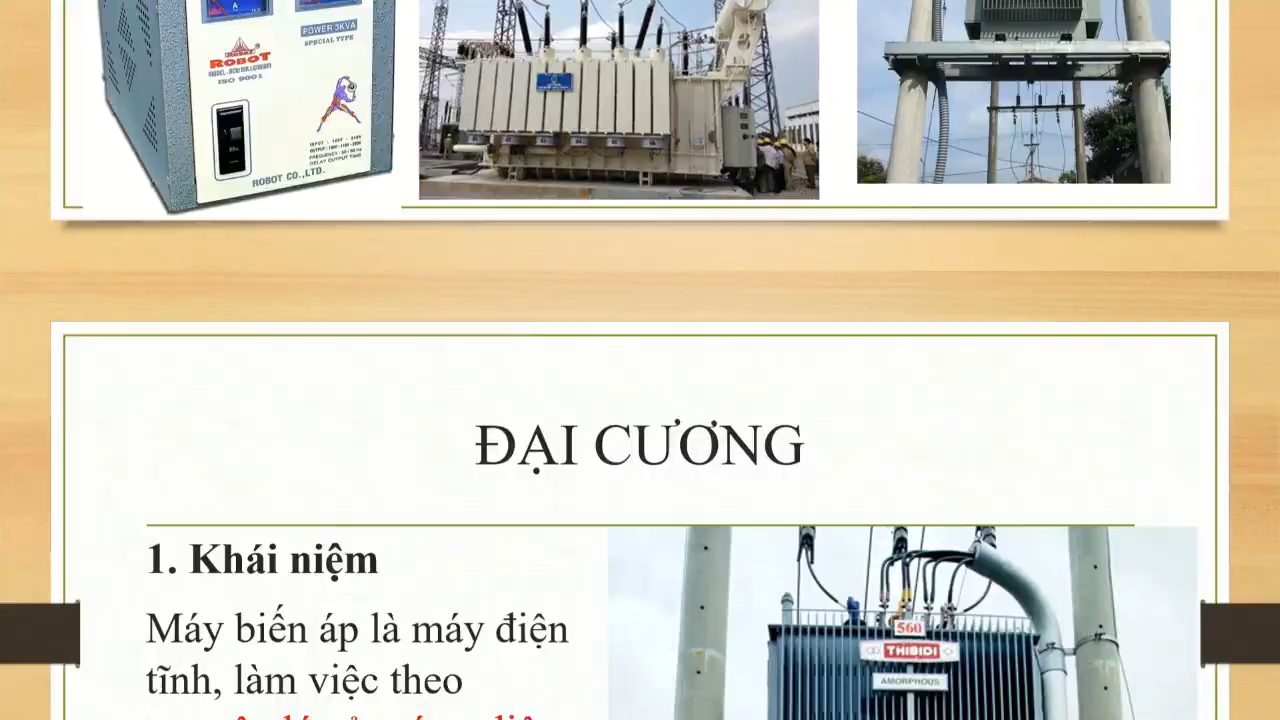 POWER 3KVA
SPECIAL TYPE
ROBOT
ISO 9001
ROBOT CO.,LTD.
ĐẠI CƯƠNG
1. Khái niệm
Máy biến áp là máy điện
tĩnh, làm việc theo
560
THIBIDI
AMORPHOUS